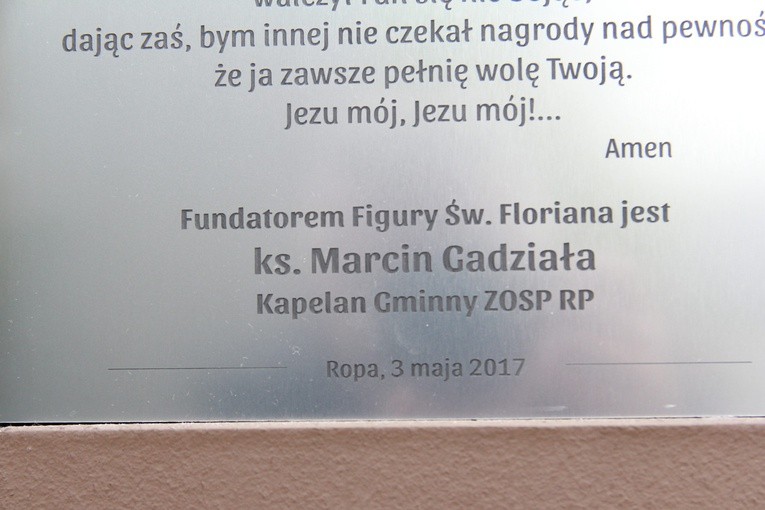 dając zaś, bym innej nie czekał nagrody nad
że ja zawsze pełnię wolę Twoją.
Jezu mój, Jezu mój!...
Amen
Fundatorem Figury Św. Floriana jest
ks. Marcin Gadziała
Kapelan Gminny ZOSP RP
Ropa, 3 maja 2017